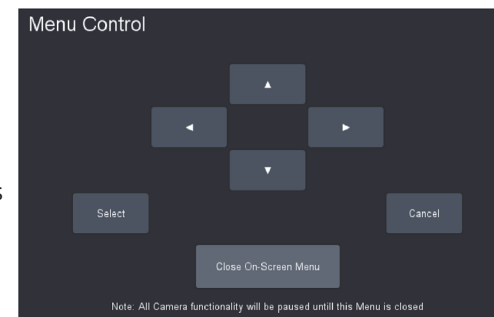 Menu Control
▲
◄ ►
▼
s
Select Cancel
Close On-Screen Menu
Note: All Camera functionality will be paused untill this Menu is closed